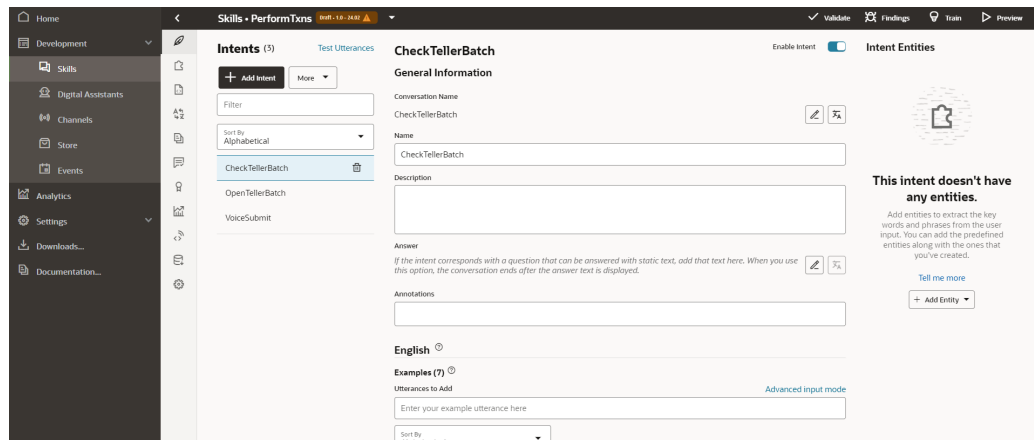 Home
Development
Skills
Digital Assistants
Channels
Store
Events
Analytics
Settings
Downloads...
Documentation...
Skills • PerformTxns Draft - 1.0 - 24.02
Validate
Findings
Train
Preview
Intents (3)
Test Utterances
+ Add Intent
More
Filter
Sort By
Alphabetical
CheckTellerBatch
OpenTellerBatch
VoiceSubmit
CheckTellerBatch
Enable Intent
General Information
Conversation Name
CheckTellerBatch
Name
CheckTellerBatch
Description
Answer
If the intent corresponds with a question that can be answered with static text, add that text here. When you use
this option, the conversation ends after the answer text is displayed.
Annotations
English
Examples (7)
Utterances to Add
Advanced input mode
Enter your example utterance here
Sort By
Intent Entities
This intent doesn't have
any entities.
Add entities to extract the key
words and phrases from the user
input. You can add the predefined
entities along with the ones that
you've created.
Tell me more
+ Add Entity